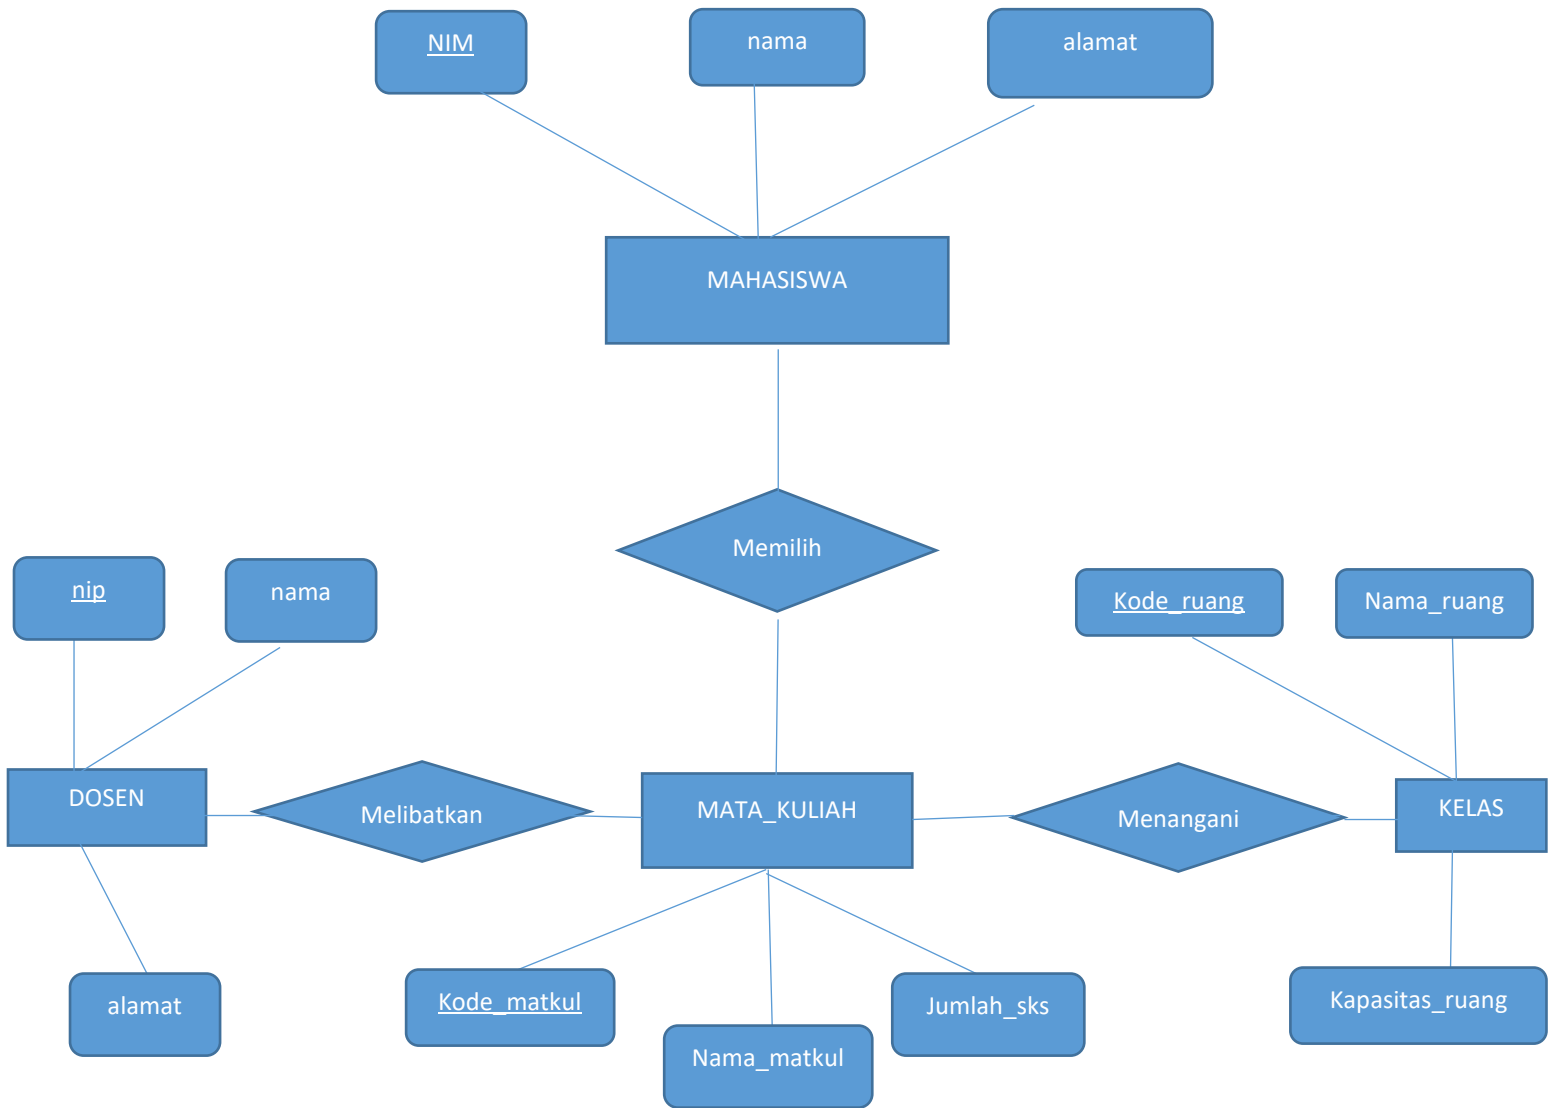 NIM
nama
alamat
MAHASISWA
Memilih
nip
nama
Kode_ruang
Nama_ruang
DOSEN
Melibatkan
MATA_KULIAH
Menangani
KELAS
alamat
Kode_matkul
Nama_matkul
Jumlah_sks
Kapasitas_ruang